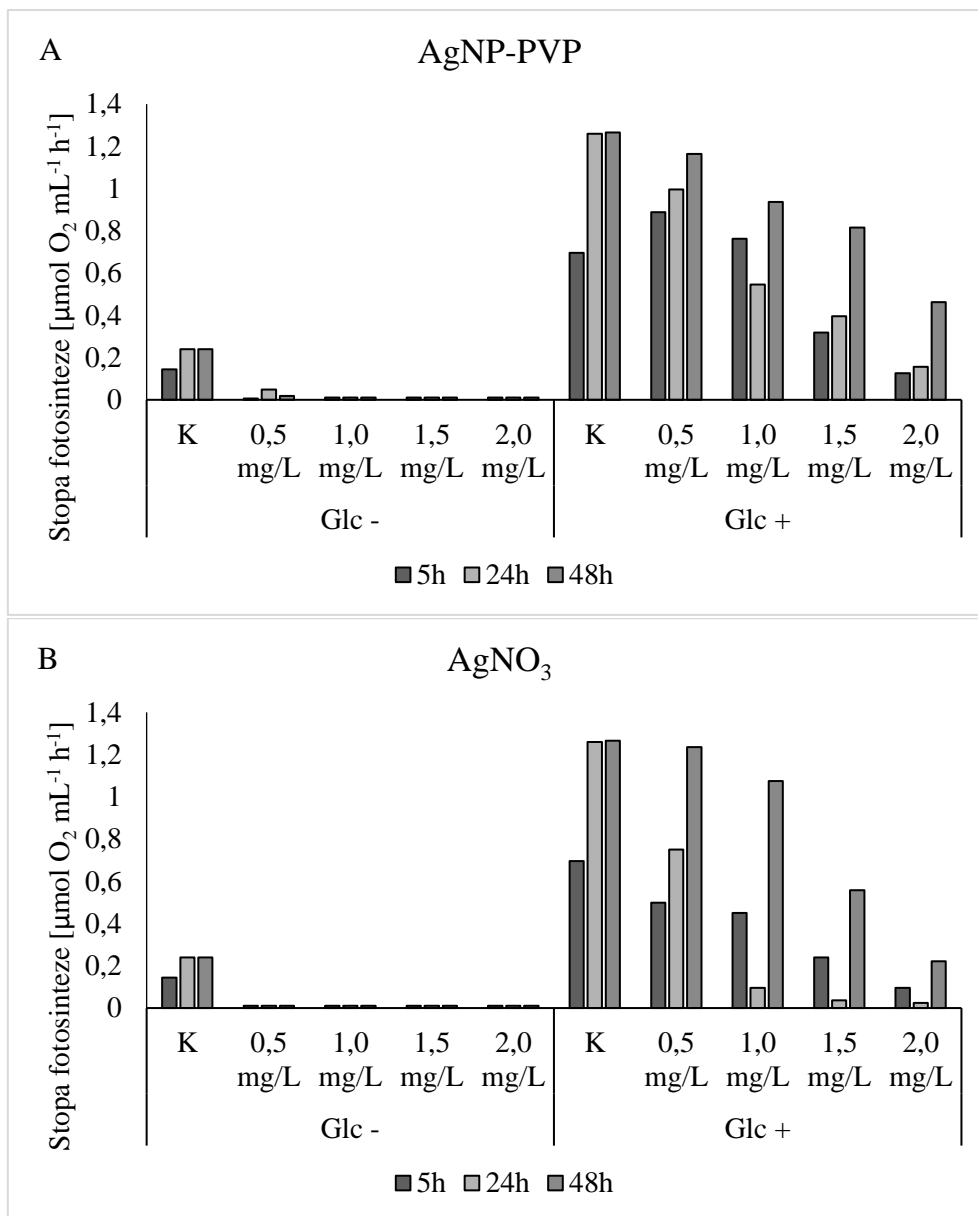 A
AgNP-PVP
Stopa fotosinteze [µmol O₂ mL⁻¹ h⁻¹]
1,4
1,2
1
0,8
0,6
0,4
0,2
0
K 0,5 1,0 1,5 2,0 K 0,5 1,0 1,5 2,0
mg/L mg/L mg/L mg/L mg/L mg/L mg/L mg/L
Glc - Glc +
5h 24h 48h
B
AgNO₃
Stopa fotosinteze [µmol O₂ mL⁻¹ h⁻¹]
1,4
1,2
1
0,8
0,6
0,4
0,2
0
K 0,5 1,0 1,5 2,0 K 0,5 1,0 1,5 2,0
mg/L mg/L mg/L mg/L mg/L mg/L mg/L mg/L
Glc - Glc +
5h 24h 48h